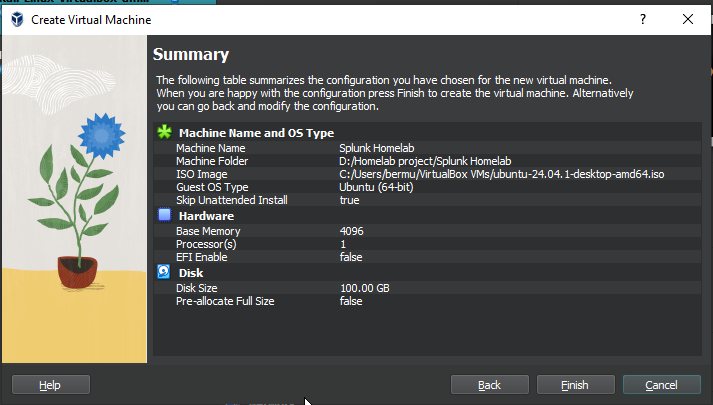 Create Virtual Machine
?
Summary
The following table summarizes the configuration you have chosen for the new virtual machine.
When you are happy with the configuration press Finish to create the virtual machine. Alternatively
you can go back and modify the configuration.
Machine Name and OS Type
Machine Name Splunk Homelab
Machine Folder D:/Homelab project/Splunk Homelab
ISO Image C:/Users/bermu/VirtualBox VMs/ubuntu-24.04.1-desktop-amd64.iso
Guest OS Type Ubuntu (64-bit)
Skip Unattended Install true
Hardware
Base Memory 4096
Processor(s) 1
EFI Enable false
Disk
Disk Size 100.00 GB
Pre-allocate Full Size false
Help Back Finish Cancel